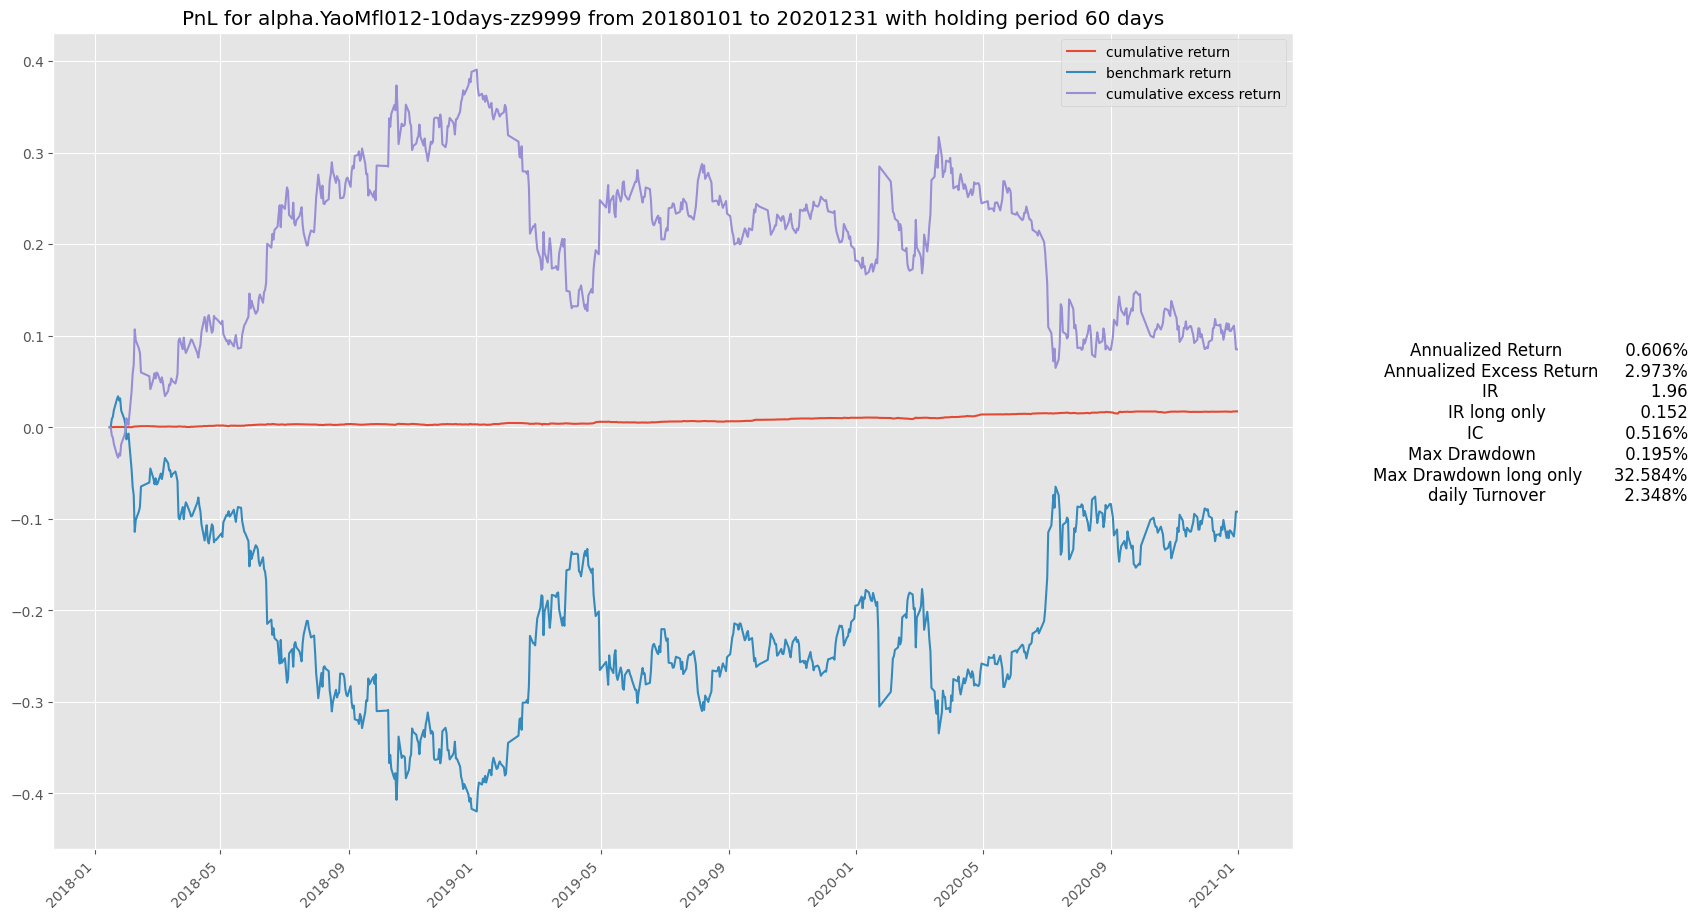 PnL for alpha.YaoMfl012-10days-zz9999 from 20180101 to 20201231 with holding period 60 days
cumulative return
benchmark return
cumulative excess return
0.4
0.3
0.2
0.1
0.0
−0.1
−0.2
−0.3
−0.4
2018-01
2018-05
2018-09
2019-01
2019-05
2019-09
2020-01
2020-05
2020-09
2021-01
Annualized Return 0.606%
Annualized Excess Return 2.973%
IR 1.96
IR long only 0.152
IC 0.516%
Max Drawdown 0.195%
Max Drawdown long only 32.584%
daily Turnover 2.348%